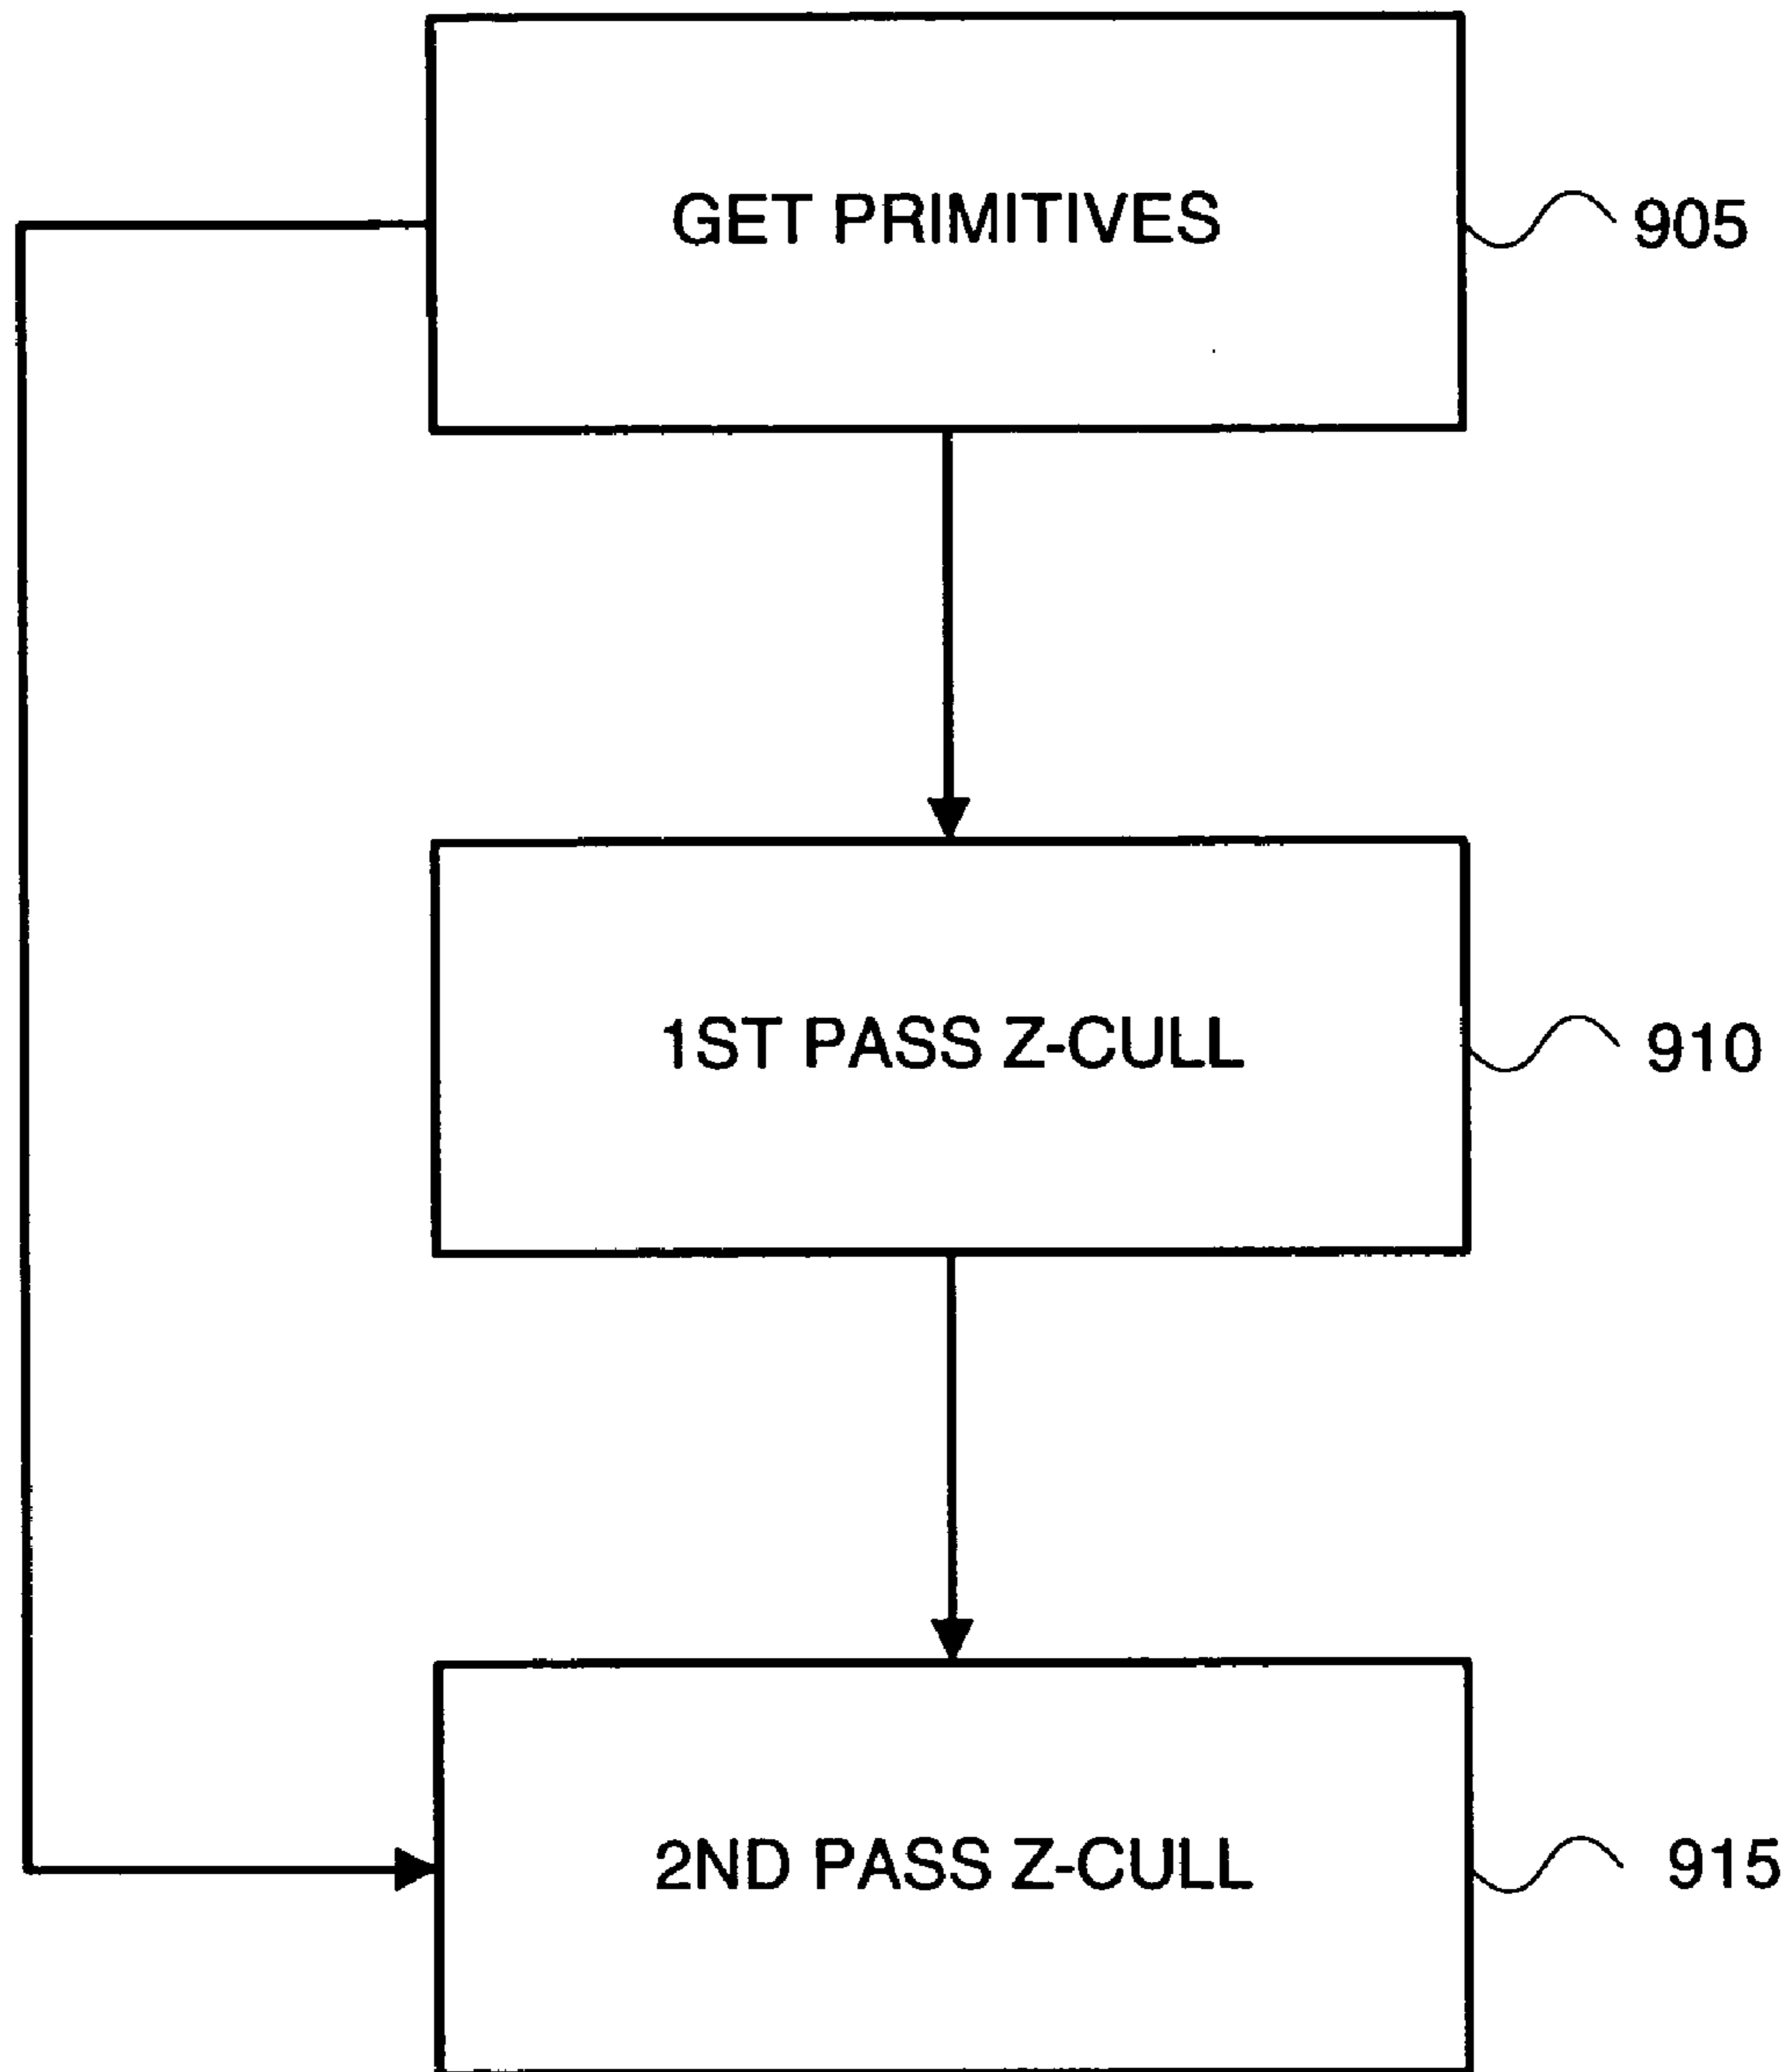 GET PRIMITIVES
905
1ST PASS Z-CULL
910
2ND PASS Z-CULL
915